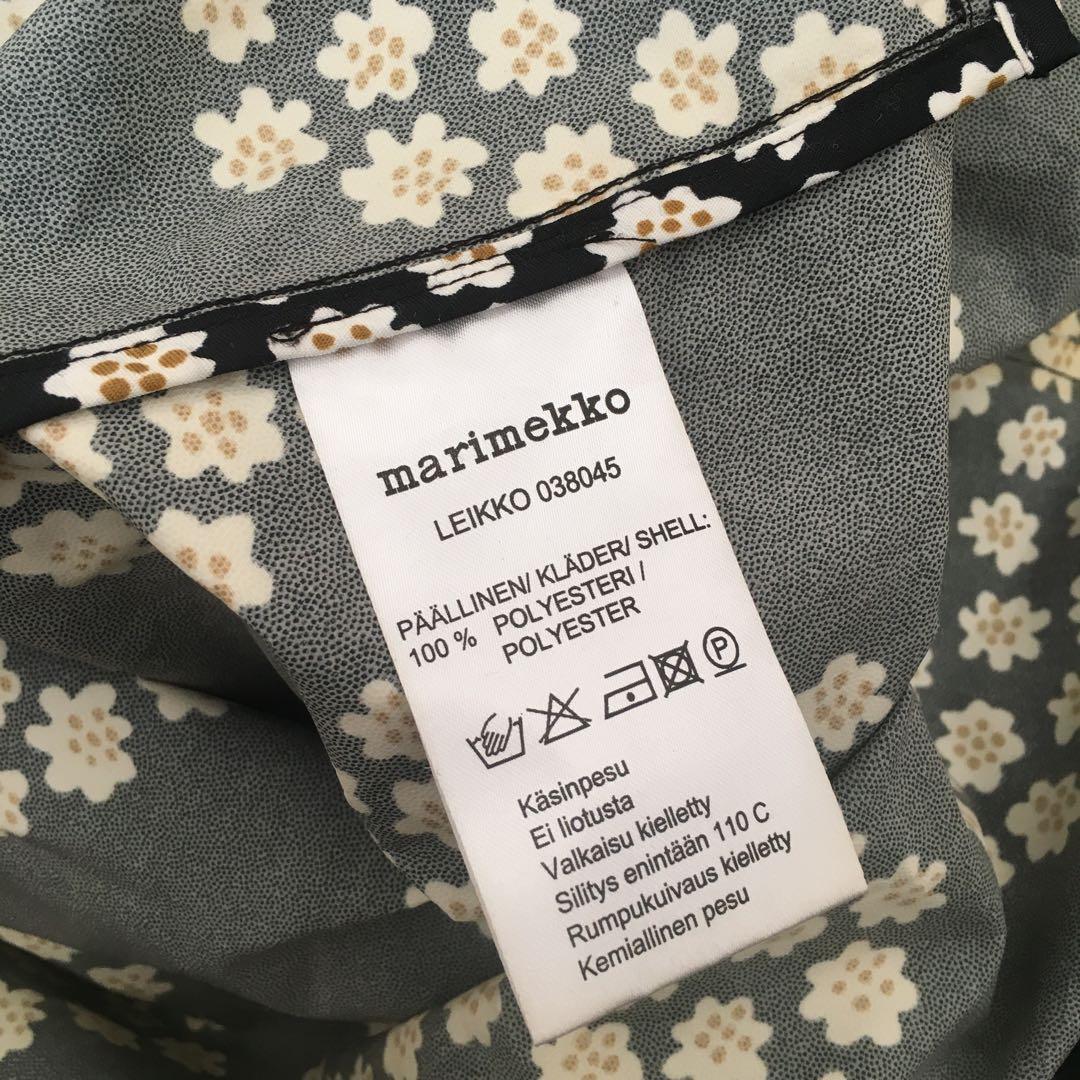 marimekko
LEIKKO 038045
PÄÄLLINEN/ KLÄDER/ SHELL:
100 % POLYESTERI /
POLYESTER
P
Käsinpesu
Ei liotusta
Valkaisu kielletty
Silitys enintään 110 C
Rumpukuivaus kielletty
Kemiallinen pesu